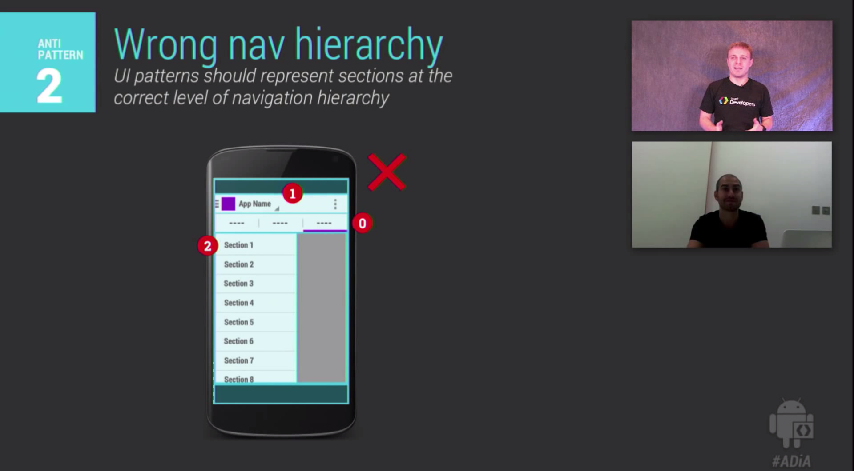 ANTI
PATTERN
2
Wrong nav hierarchy
UI patterns should represent sections at the
correct level of navigation hierarchy
1
App Name
---- ---- ----
0
2
Section 1
Section 2
Section 3
Section 4
Section 5
Section 6
Section 7
Section 8
Developers
#ADiA